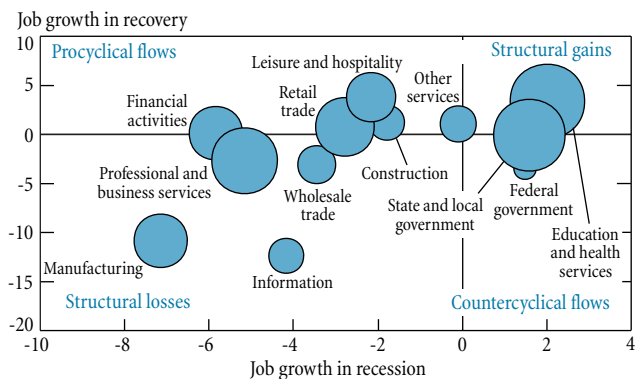 Job growth in recovery
10
5
0
-5
-10
-15
-20
Procyclical flows
Structural gains
Leisure and hospitality
Financial
activities
Retail
trade
Other
services
Professional and
business services
Wholesale
trade
Construction
State and local
government
Federal
government
Education
and health
services
Manufacturing
Information
Structural losses
Countercyclical flows
-10
-8
-6
-4
-2
0
2
4
Job growth in recession